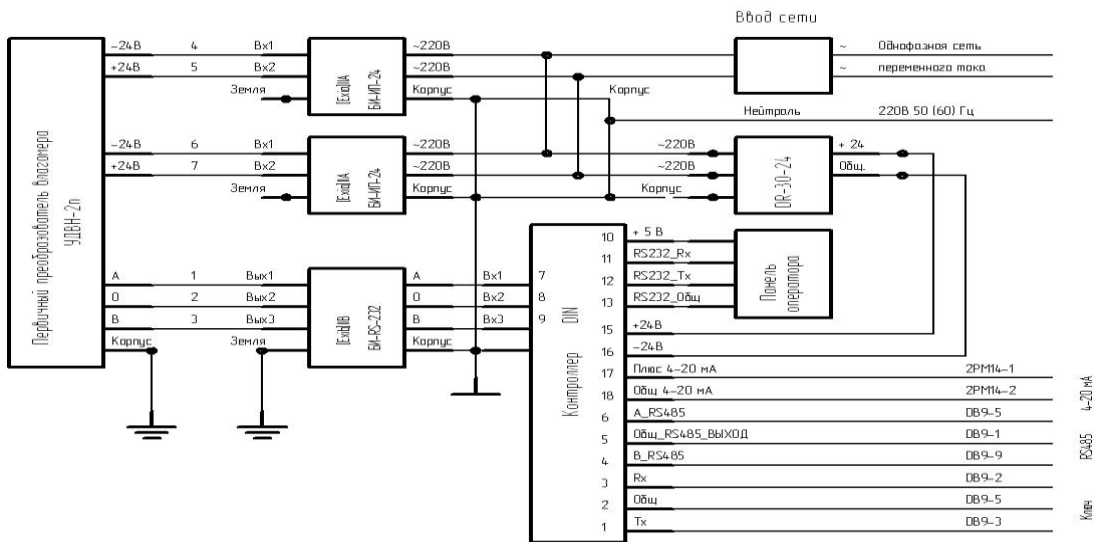 Ввод сети
-24В 4 Вх1 ~220В ~ Однофазная сеть
+24В 5 Вх2 ~220В ~ переменного тока
Земля Корпус Корпус
[Exib]IIA
БИ-ИП-24
Нейтраль 220В 50 (60) Гц
-24В 6 Вх1 ~220В ~220В + 24
+24В 7 Вх2 ~220В ~220В Общ.
Земля Корпус Корпус
[Exib]IIA
БИ-ИП-24
DR-30-24
Первичный преобразователь влагомера
УДВН-2п
10 + 5 В
11 RS232_Rx
12 RS232_Tx
13 RS232_Общ
Панель
оператора
А 1 Вых1 А Вх1 7
О 2 Вых2 О Вх2 8
В 3 Вых3 В Вх3 9
Корпус Земля Корпус
[Exib]IIB
БИ-RS-232
Контроллер DIN
15 +24В
16 -24В
17 Плюс 4-20 мА 2РМ14-1
18 Общ 4-20 мА 2РМ14-2
4-20 мА
6 A_RS485 DB9-5
5 Общ_RS485_ВЫХОД DB9-1
4 B_RS485 DB9-9
RS485
3 Rx DB9-2
2 Общ DB9-5
1 Tx DB9-3
Ключ